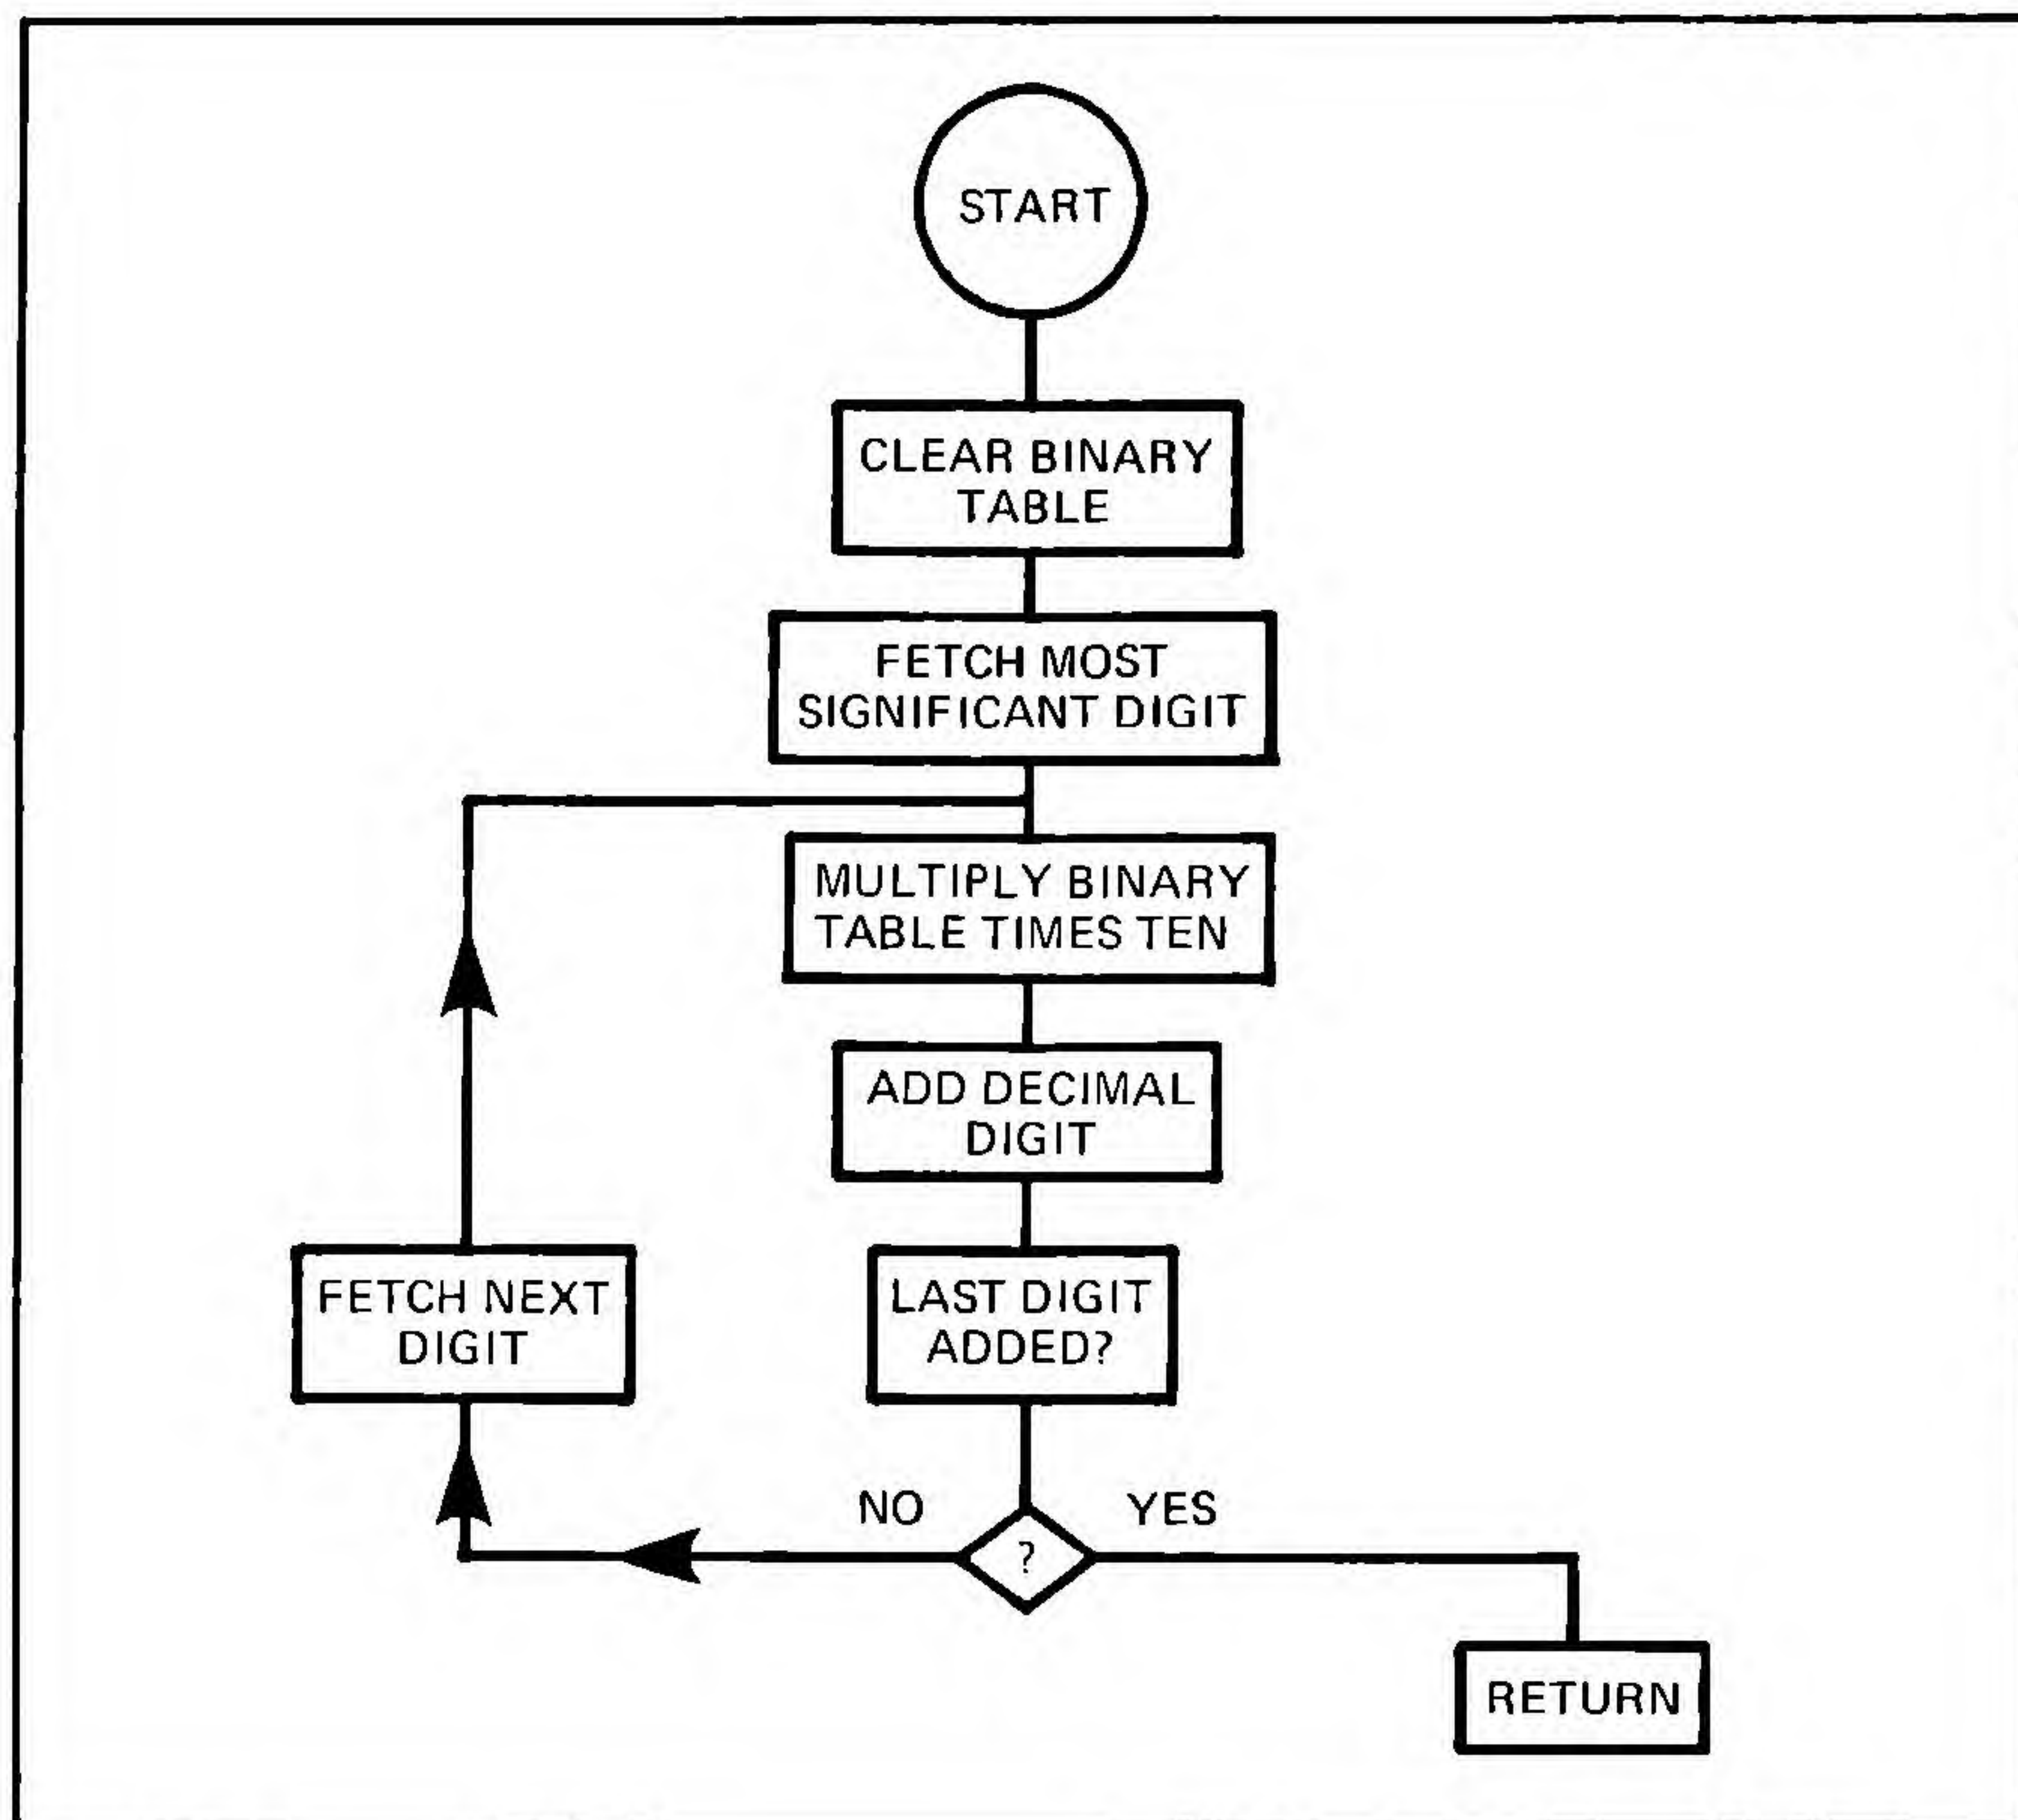 START
CLEAR BINARY
TABLE
FETCH MOST
SIGNIFICANT DIGIT
MULTIPLY BINARY
TABLE TIMES TEN
ADD DECIMAL
DIGIT
FETCH NEXT
DIGIT
LAST DIGIT
ADDED?
NO
YES
?
RETURN